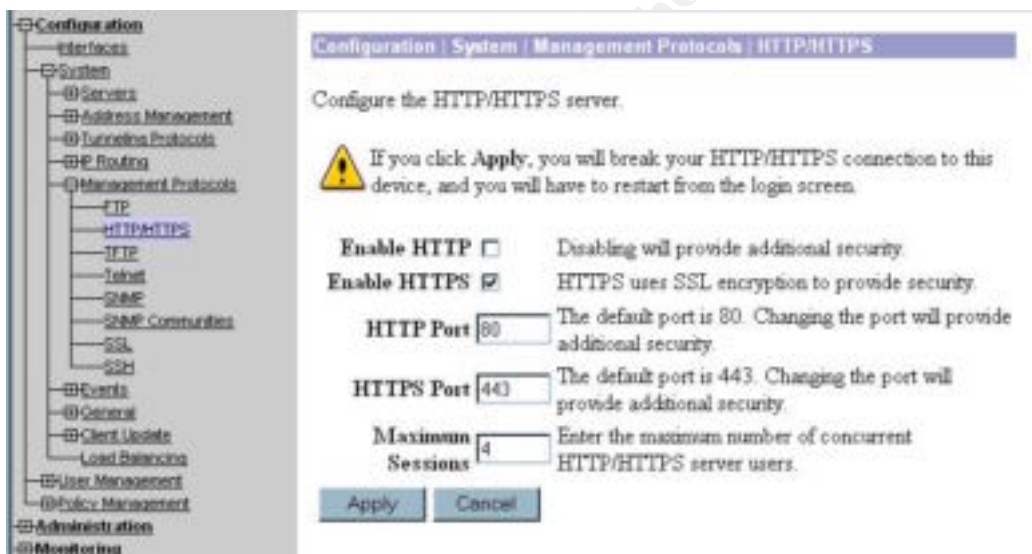 Configuration
Interfaces
System
Servers
Address Management
Tunneling Protocols
IP Routing
Management Protocols
FTP
HTTP/HTTPS
TFTP
Telnet
SNMP
SNMP Communities
SSL
SSH
Events
General
Client Update
Load Balancing
User Management
Policy Management
Administration
Monitoring
Configuration | System | Management Protocols | HTTP/HTTPS
Configure the HTTP/HTTPS server.
If you click Apply, you will break your HTTP/HTTPS connection to this
device, and you will have to restart from the login screen.
Enable HTTP Disabling will provide additional security.
Enable HTTPS HTTPS uses SSL encryption to provide security.
HTTP Port 80 The default port is 80. Changing the port will provide
additional security.
HTTPS Port 443 The default port is 443. Changing the port will
provide additional security.
Maximum Sessions 4 Enter the maximum number of concurrent
HTTP/HTTPS server users.
Apply Cancel